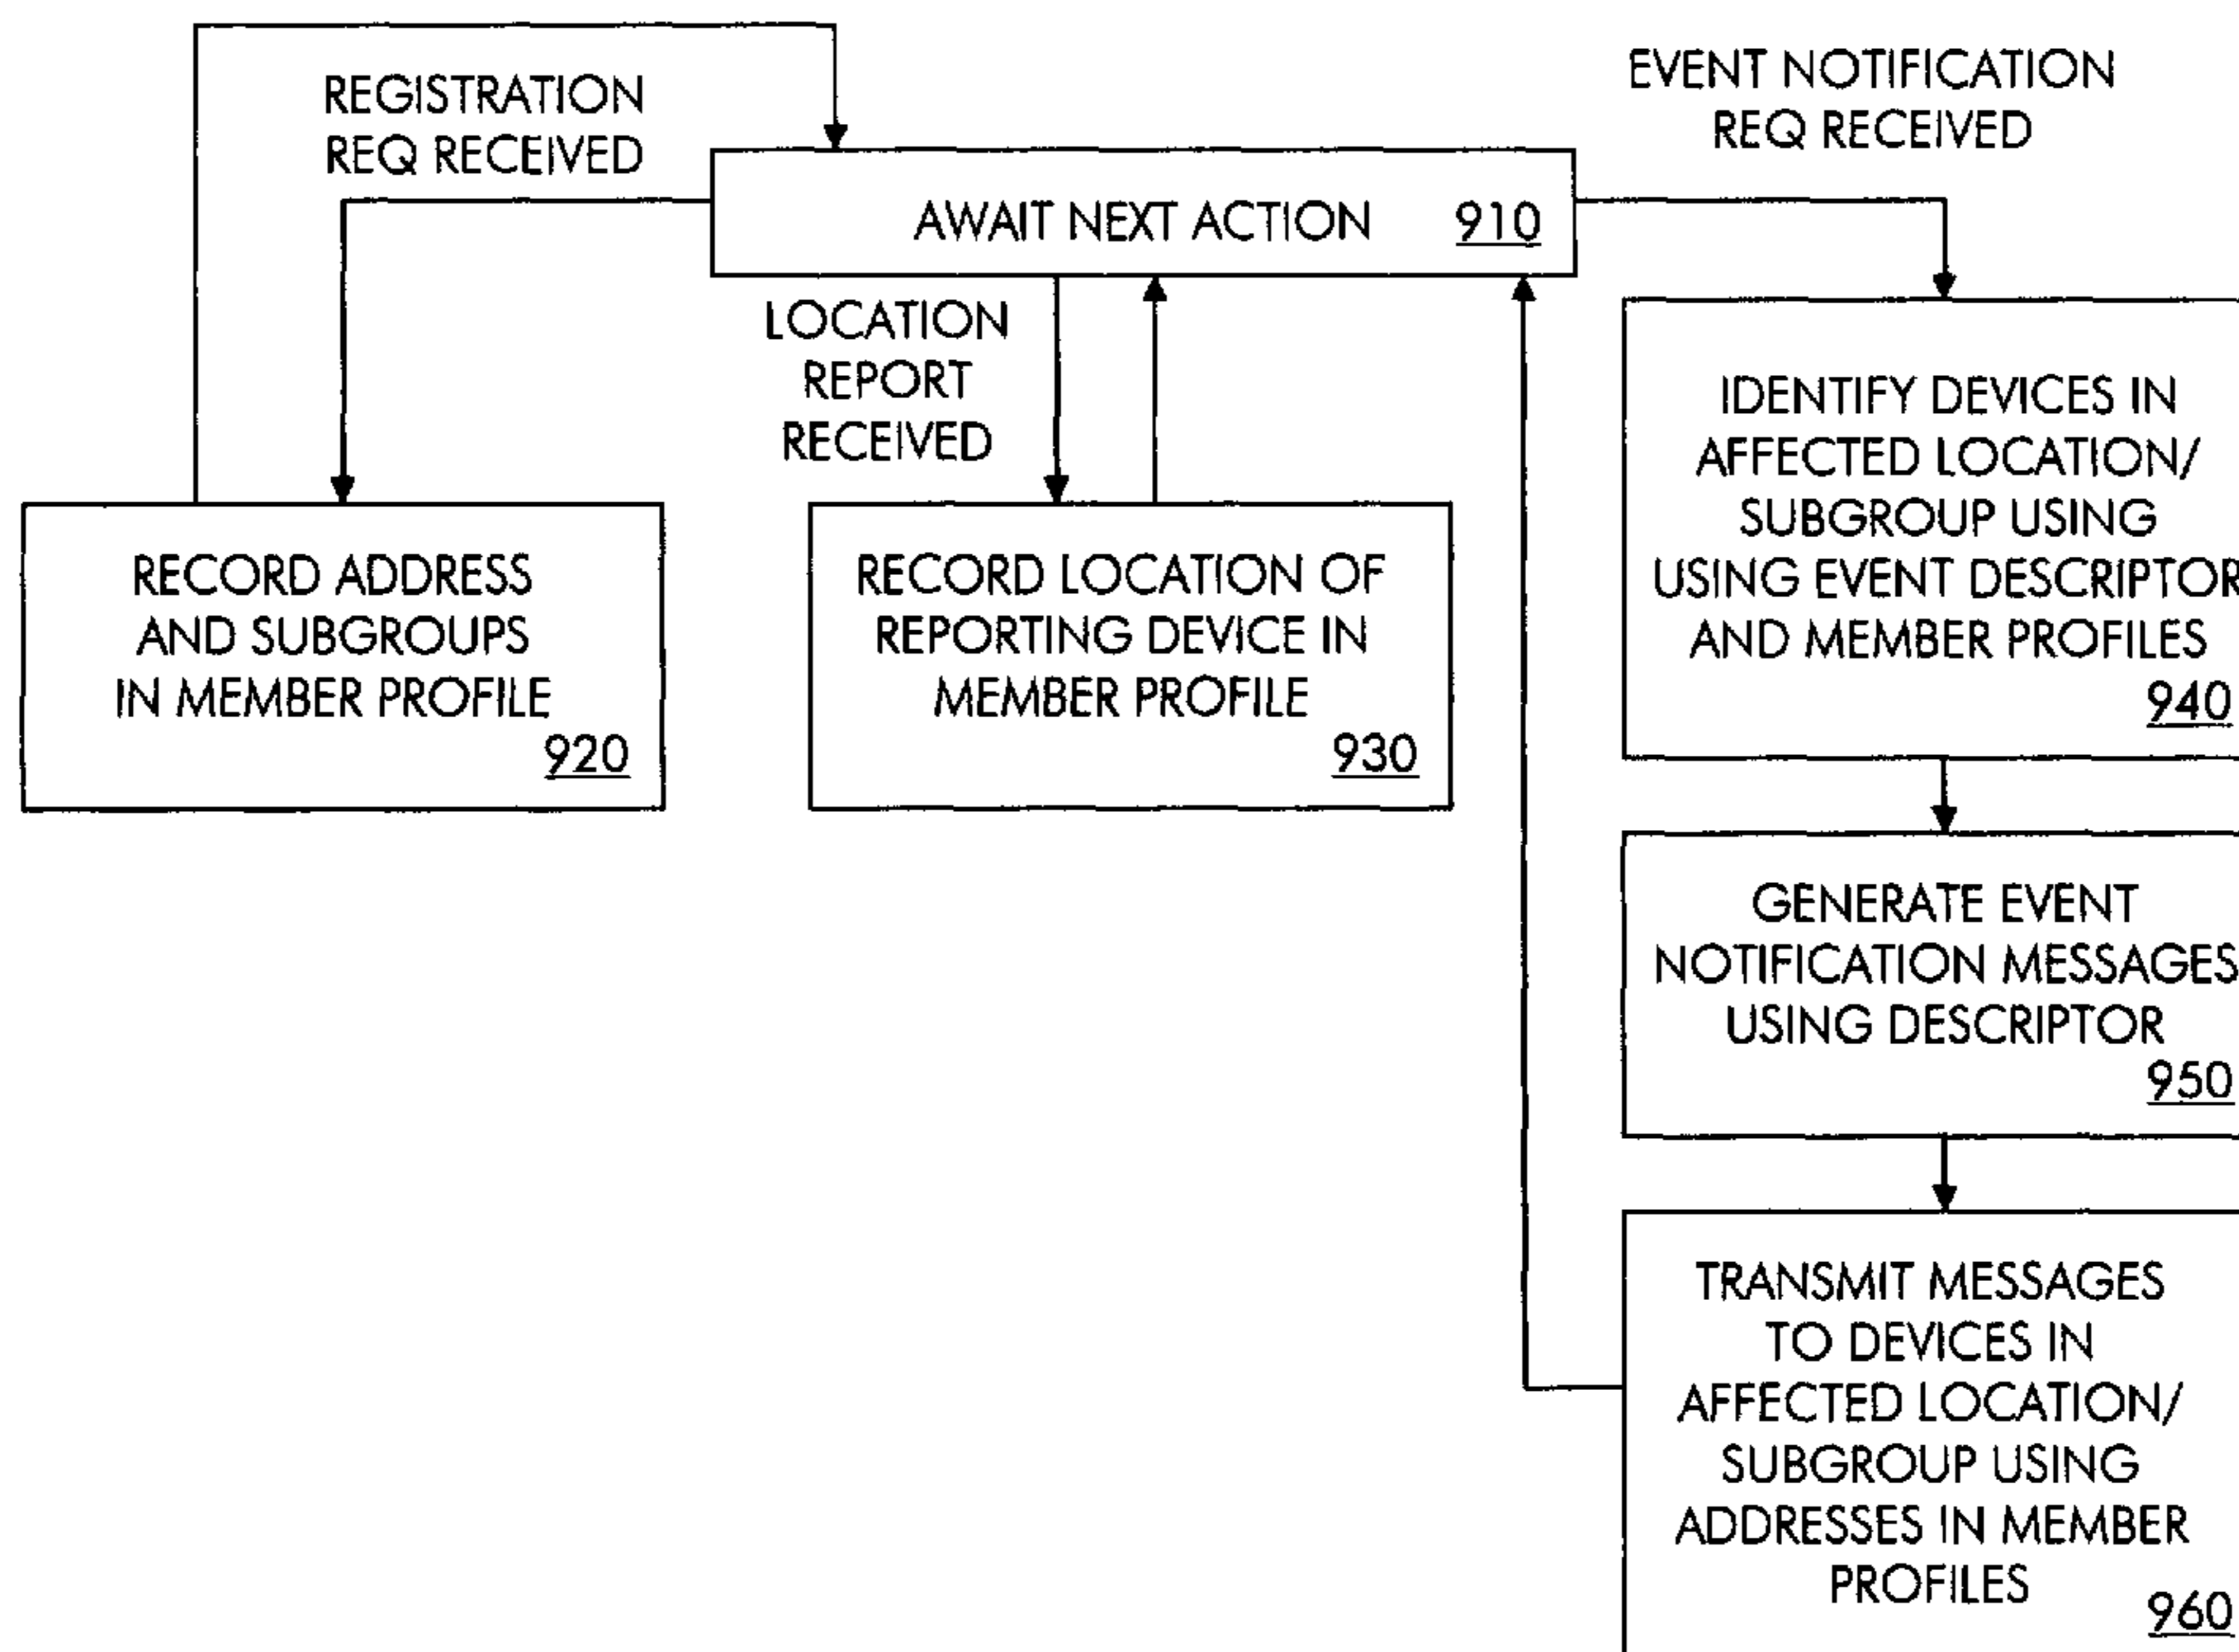 REGISTRATION
REQ RECEIVED
EVENT NOTIFICATION
REQ RECEIVED
AWAIT NEXT ACTION 910
LOCATION
REPORT
RECEIVED
RECORD ADDRESS
AND SUBGROUPS
IN MEMBER PROFILE
920
RECORD LOCATION OF
REPORTING DEVICE IN
MEMBER PROFILE
930
IDENTIFY DEVICES IN
AFFECTED LOCATION/
SUBGROUP USING
USING EVENT DESCRIPTOR
AND MEMBER PROFILES
940
GENERATE EVENT
NOTIFICATION MESSAGES
USING DESCRIPTOR
950
TRANSMIT MESSAGES
TO DEVICES IN
AFFECTED LOCATION/
SUBGROUP USING
ADDRESSES IN MEMBER
PROFILES
960